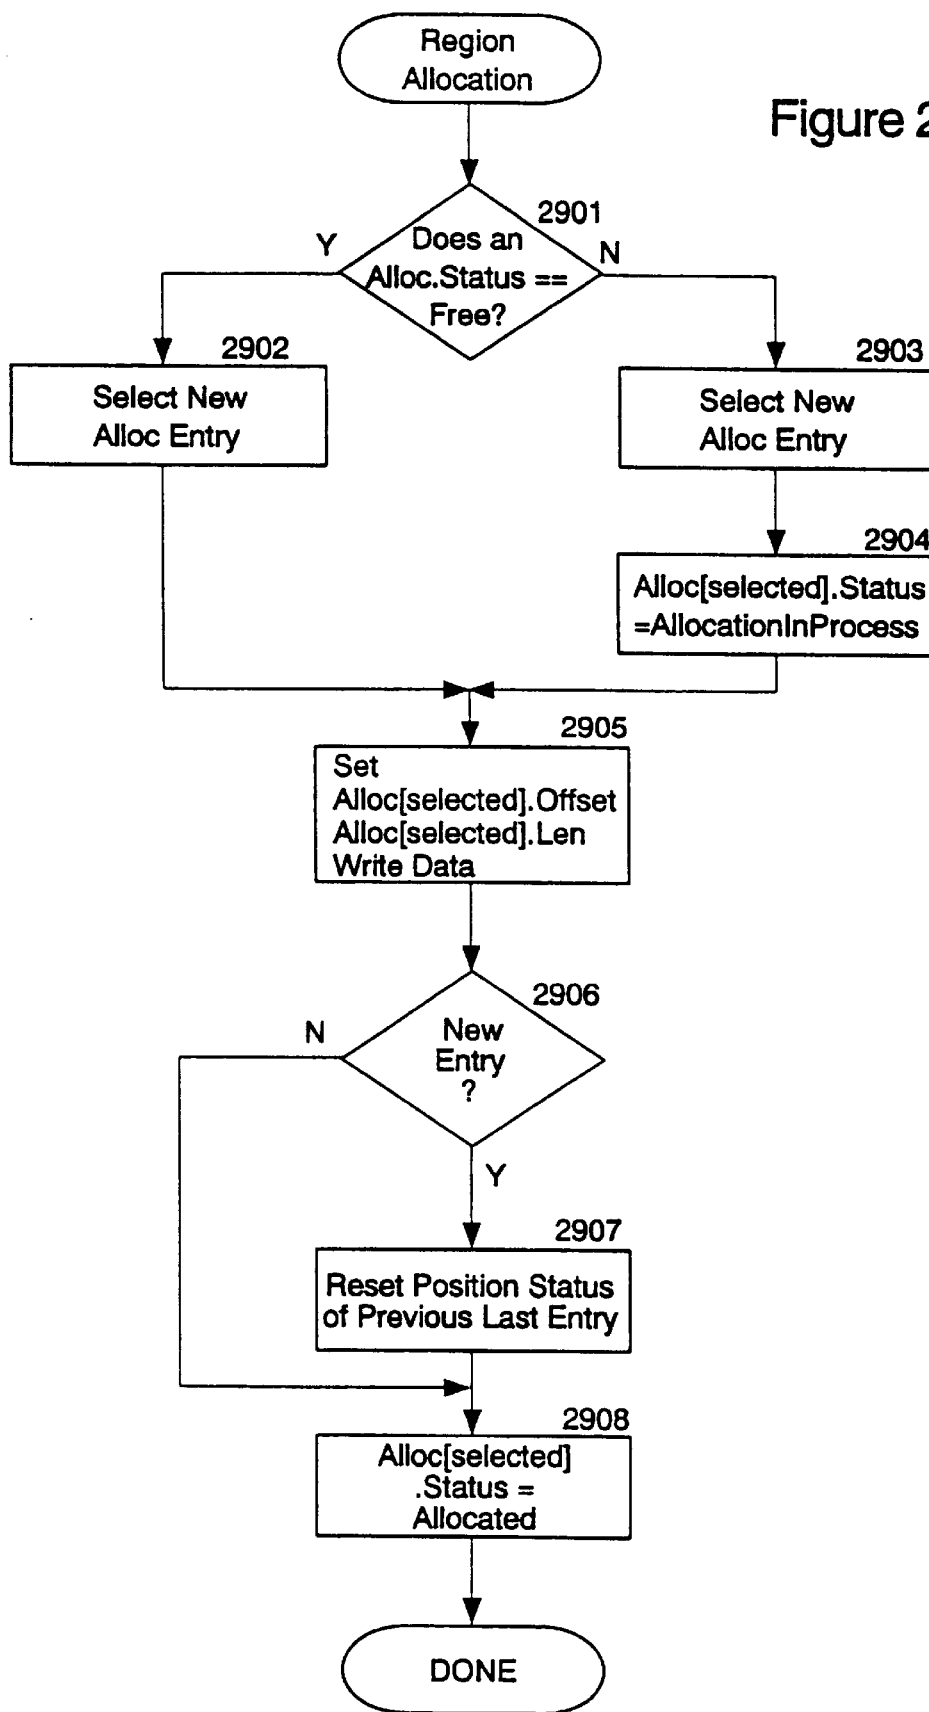 Region
Allocation
Figure 2
2901
Y
Does an
N
Alloc.Status ==
Free?
2902
Select New
Alloc Entry
2903
Select New
Alloc Entry
2904
Alloc[selected].Status
=AllocationInProcess
2905
Set
Alloc[selected].Offset
Alloc[selected].Len
Write Data
2906
N
New
Entry
?
Y
2907
Reset Position Status
of Previous Last Entry
2908
Alloc[selected]
.Status =
Allocated
DONE